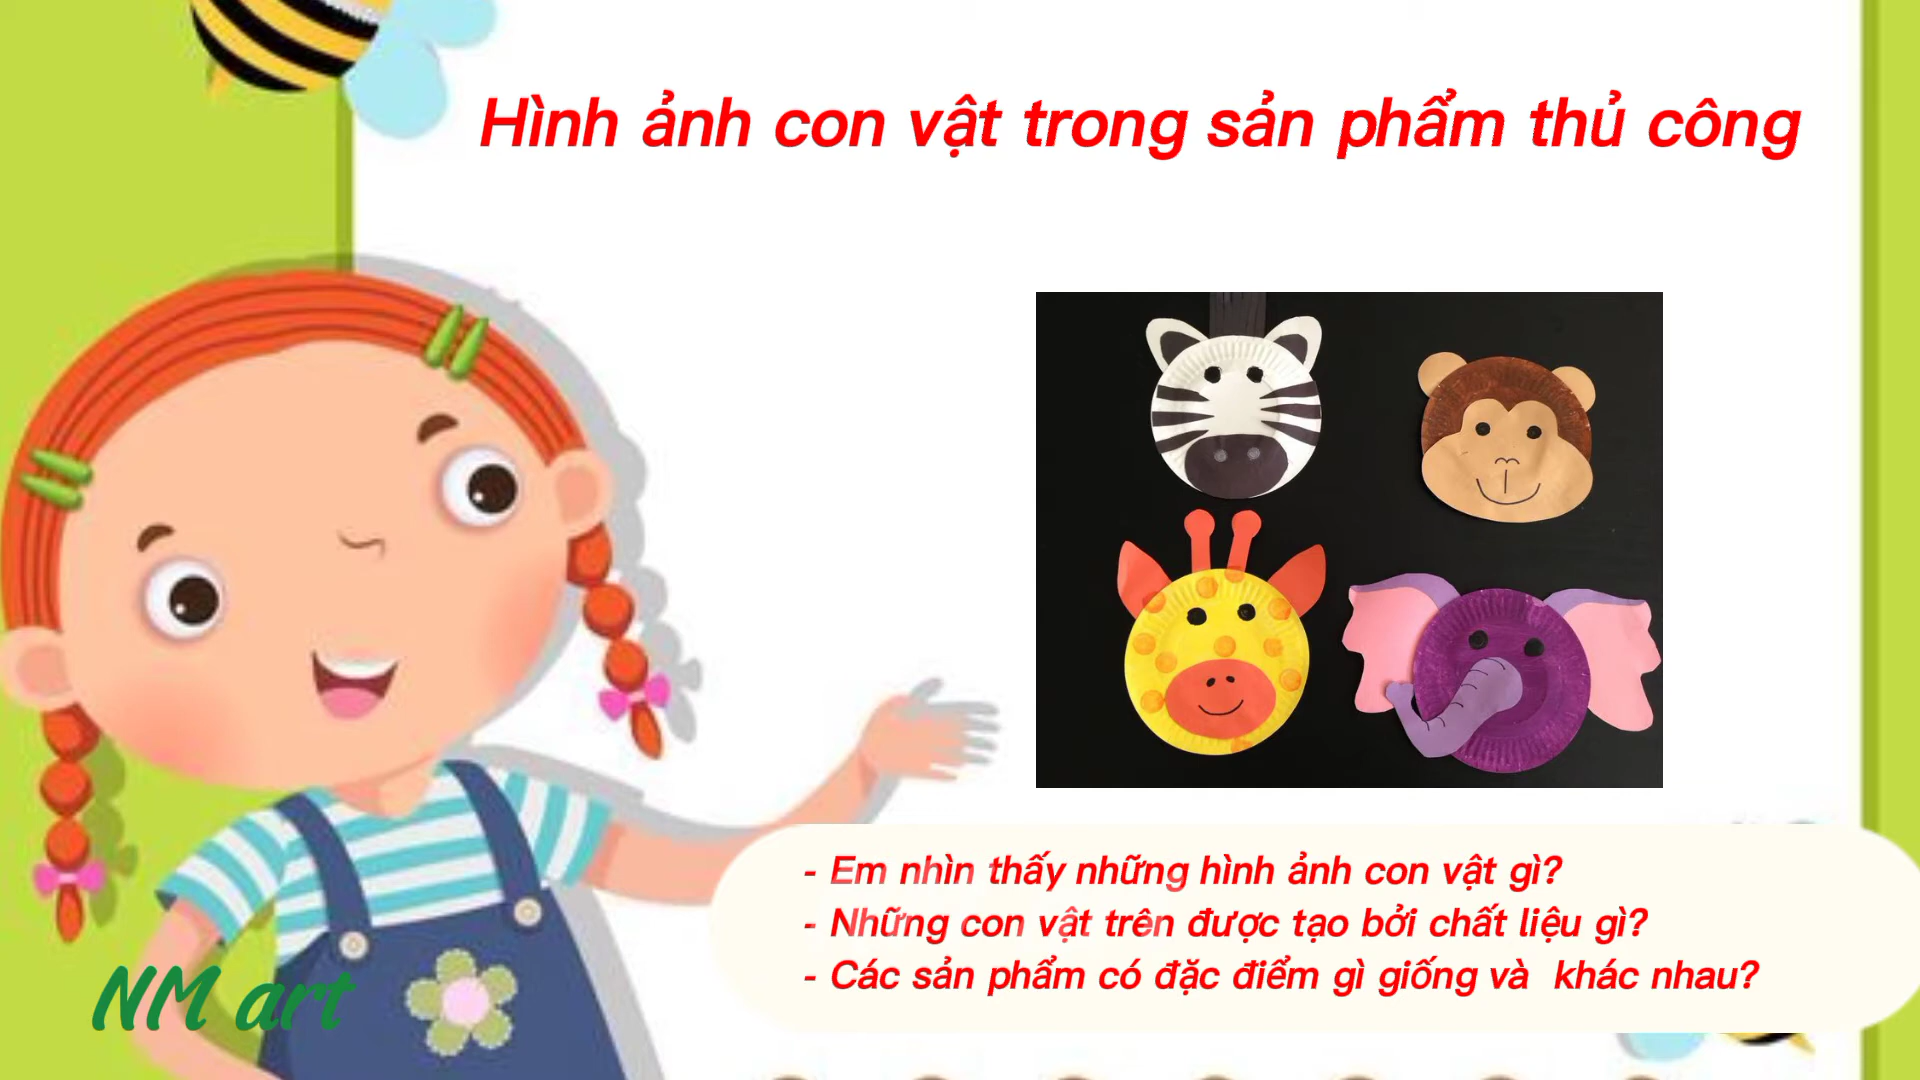 Hình ảnh con vật trong sản phẩm thủ công
- Em nhìn thấy những hình ảnh con vật gì?
- Những con vật trên được tạo bởi chất liệu gì?
- Các sản phẩm có đặc điểm gì giống và  khác nhau?
NM art